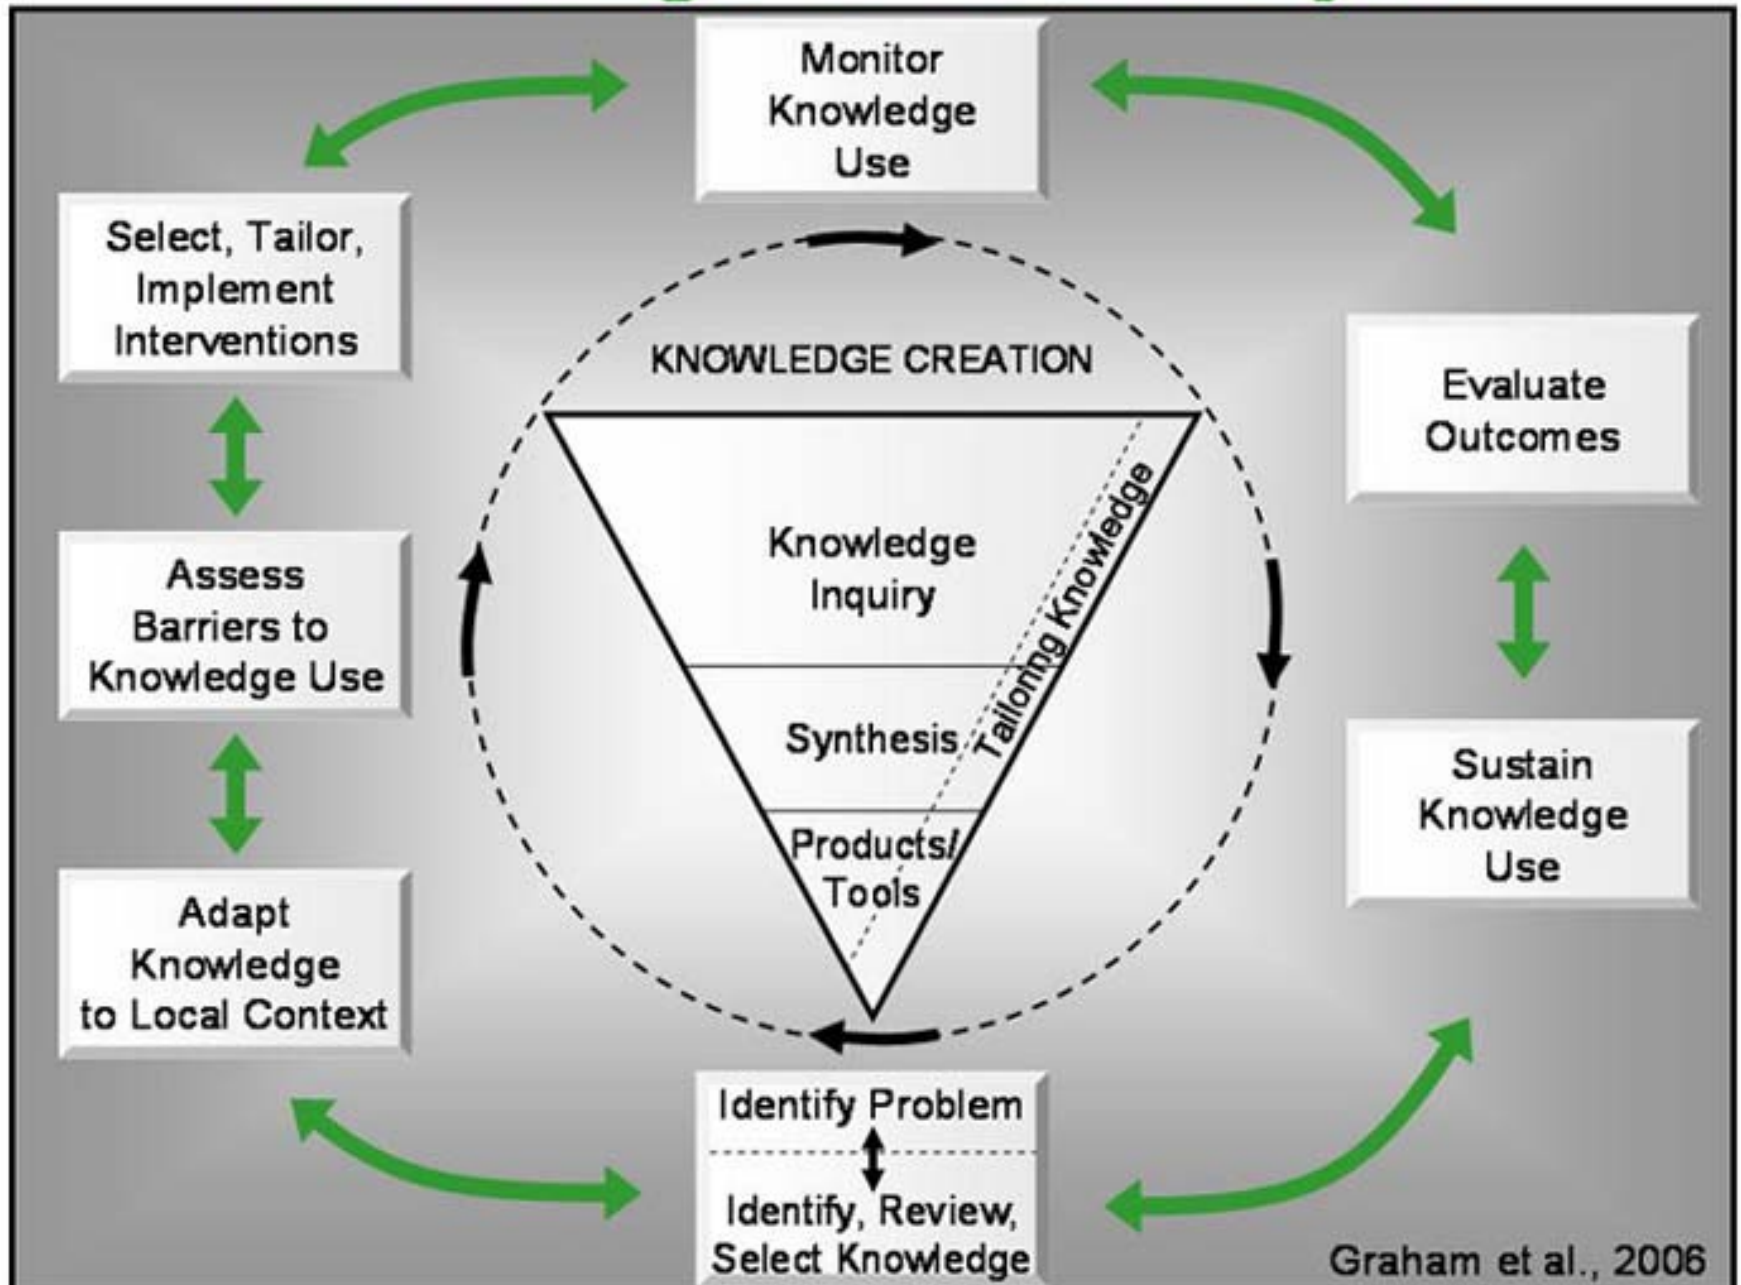 Monitor
Knowledge
Use
Select, Tailor,
Implement
Interventions
KNOWLEDGE CREATION
Evaluate
Outcomes
Knowledge
Inquiry
Tailoring Knowledge
Assess
Barriers to
Knowledge Use
Synthesis
Sustain
Knowledge
Use
Products/
Tools
Adapt
Knowledge
to Local Context
Identify Problem
Identify, Review,
Select Knowledge
Graham et al., 2006